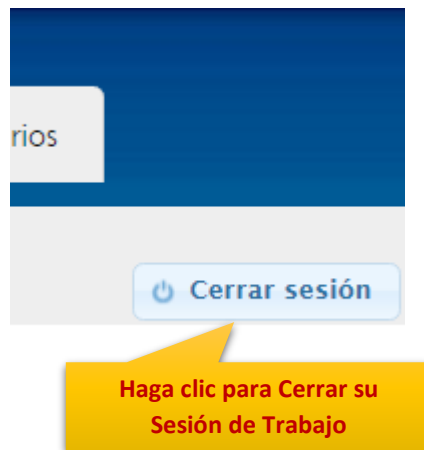 rios
Cerrar sesión
Haga clic para Cerrar su
Sesión de Trabajo